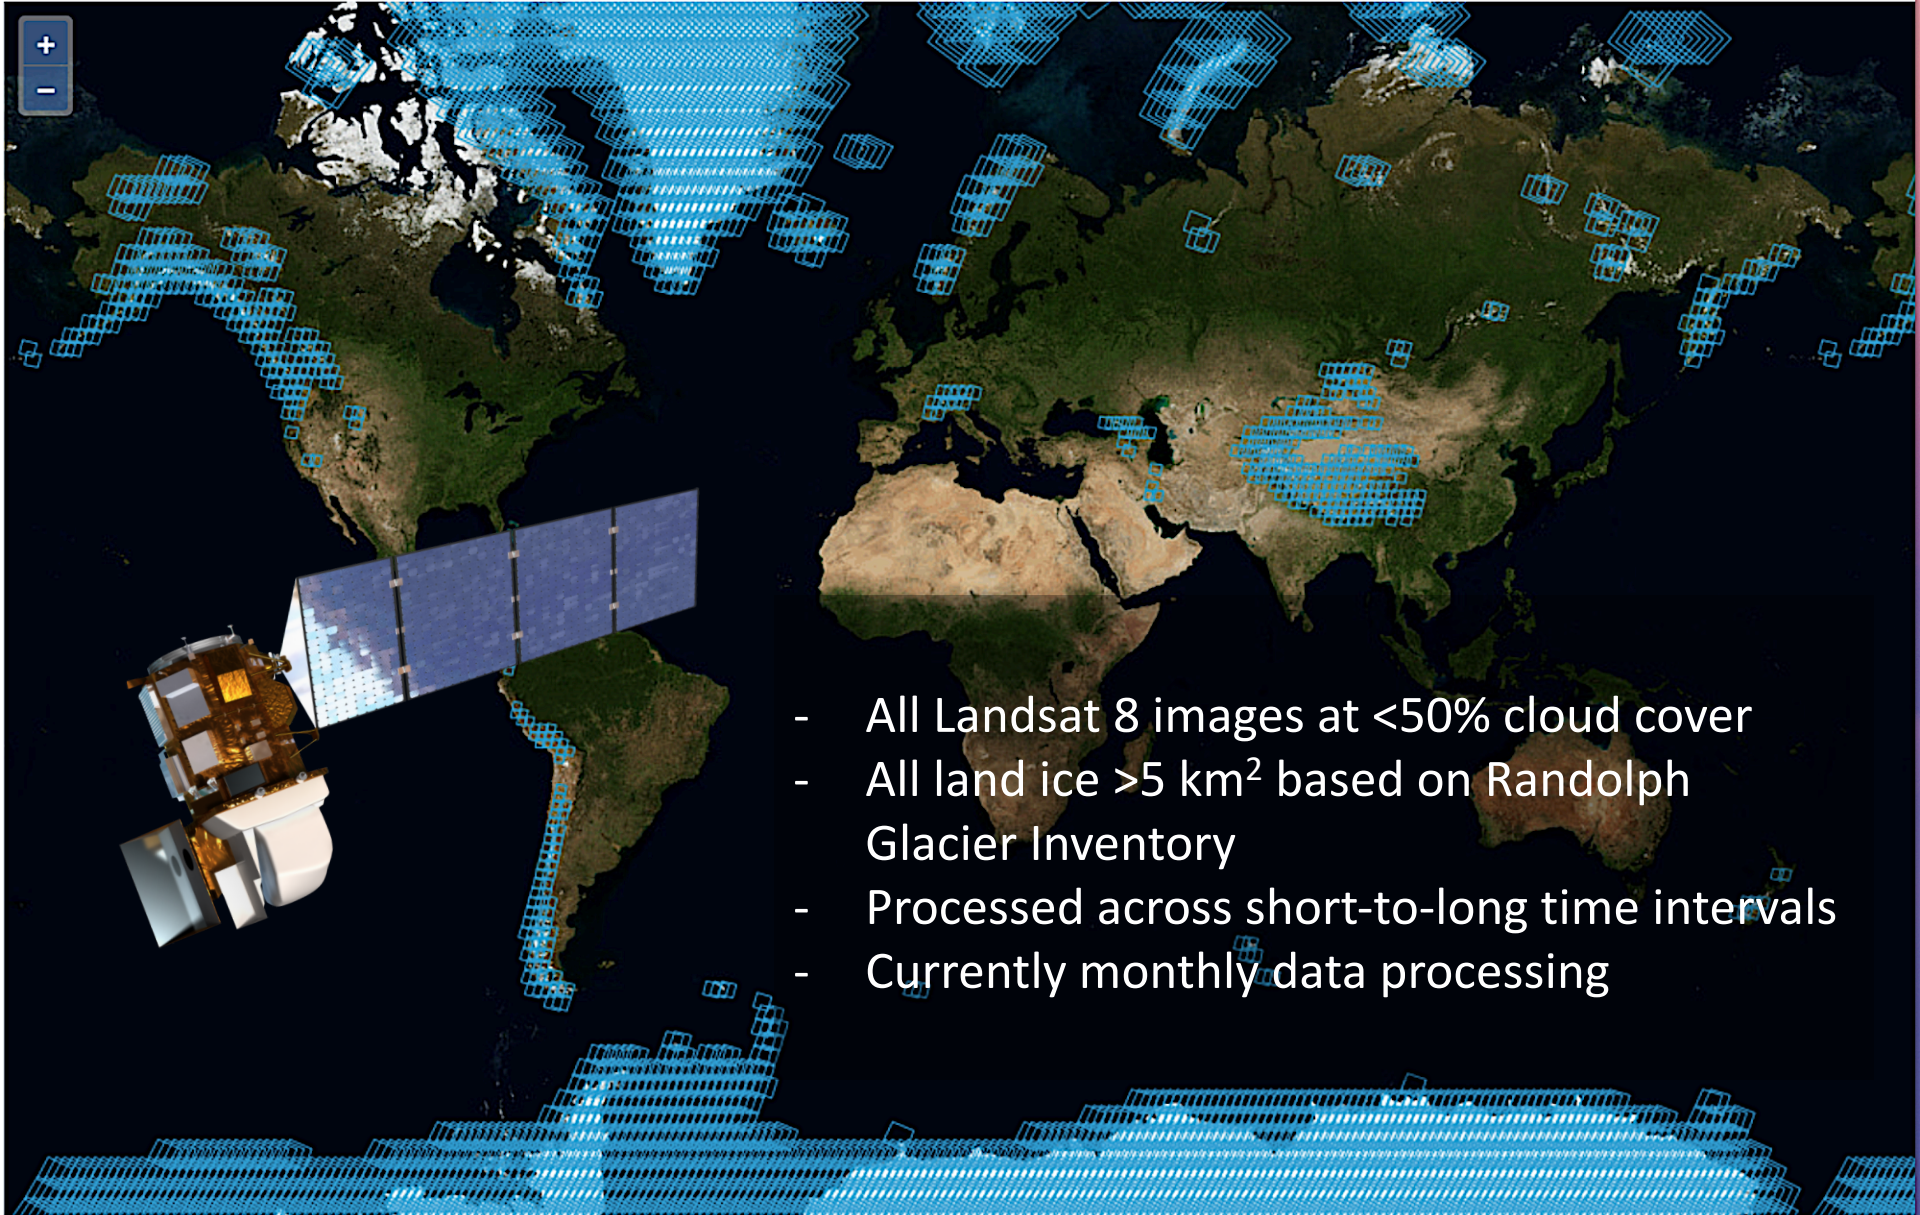 +
−
- All Landsat 8 images at <50% cloud cover
- All land ice >5 km² based on Randolph
Glacier Inventory
- Processed across short-to-long time intervals
- Currently monthly data processing